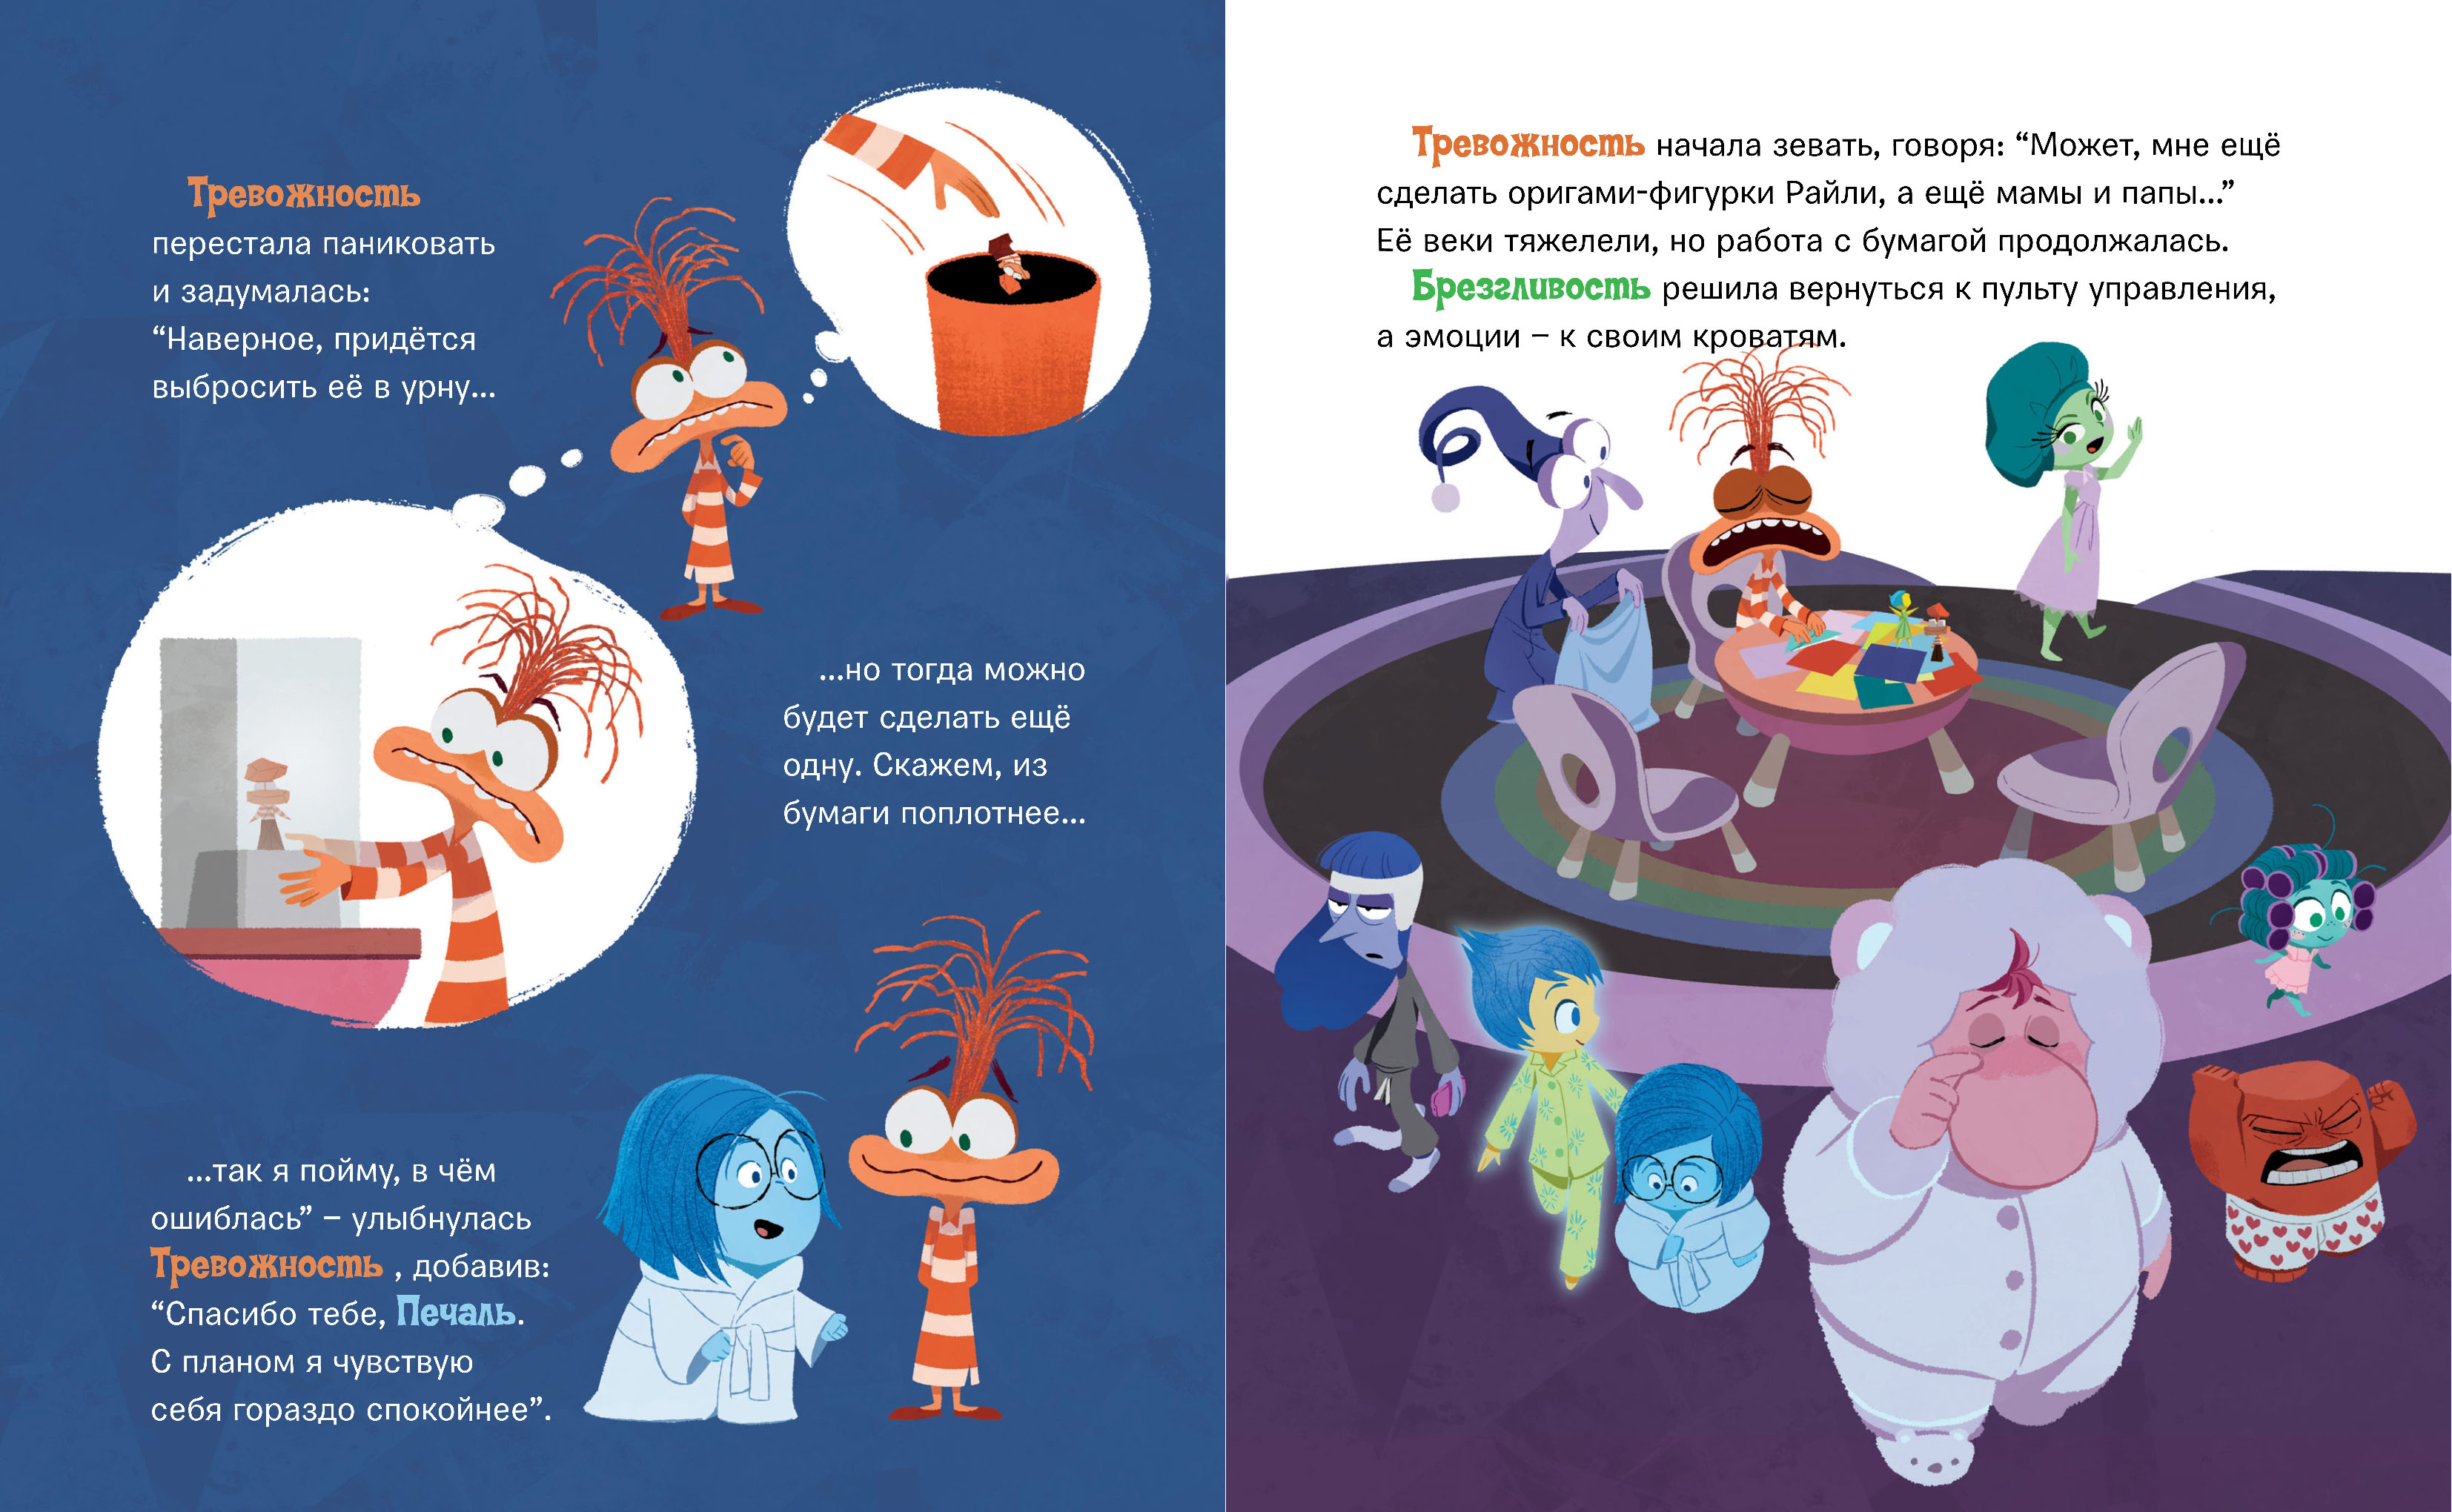 Тревожность
перестала паниковать
и задумалась:
“Наверное, придётся
выбросить её в урну...
...но тогда можно
будет сделать ещё
одну. Скажем, из
бумаги поплотнее...
...так я пойму, в чём
ошиблась” – улыбнулась
Тревожность , добавив:
“Спасибо тебе, Печаль.
С планом я чувствую
себя гораздо спокойнее”.
Тревожность начала зевать, говоря: “Может, мне ещё
сделать оригами-фигурки Райли, а ещё мамы и папы...”
Её веки тяжелели, но работа с бумагой продолжалась.
Брезгливость решила вернуться к пульту управления,
а эмоции – к своим кроватям.